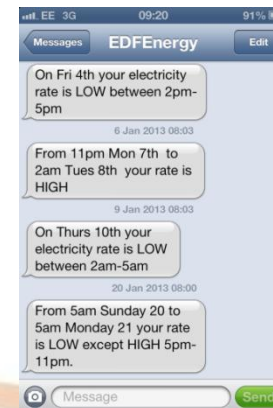 EE 3G 09:20 91%
Messages EDFEnergy Edit
On Fri 4th your electricity
rate is LOW between 2pm-
5pm
6 Jan 2013 08:03
From 11pm Mon 7th to
2am Tues 8th your rate is
HIGH
9 Jan 2013 08:03
On Thurs 10th your
electricity rate is LOW
between 2am-5am
20 Jan 2013 08:00
From 5am Sunday 20 to
5am Monday 21 your rate
is LOW except HIGH 5pm-
11pm.
Message Send